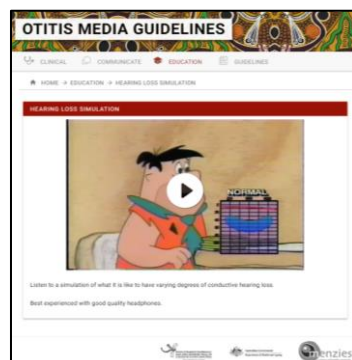 OTITIS MEDIA GUIDELINES
CLINICAL COMMUNICATE EDUCATION GUIDELINES
HOME → EDUCATION → HEARING LOSS SIMULATION
HEARING LOSS SIMULATION
NORMAL
Listen to a simulation of what it is like to have varying degrees of conductive hearing loss.
Best experienced with good quality headphones.
menzies